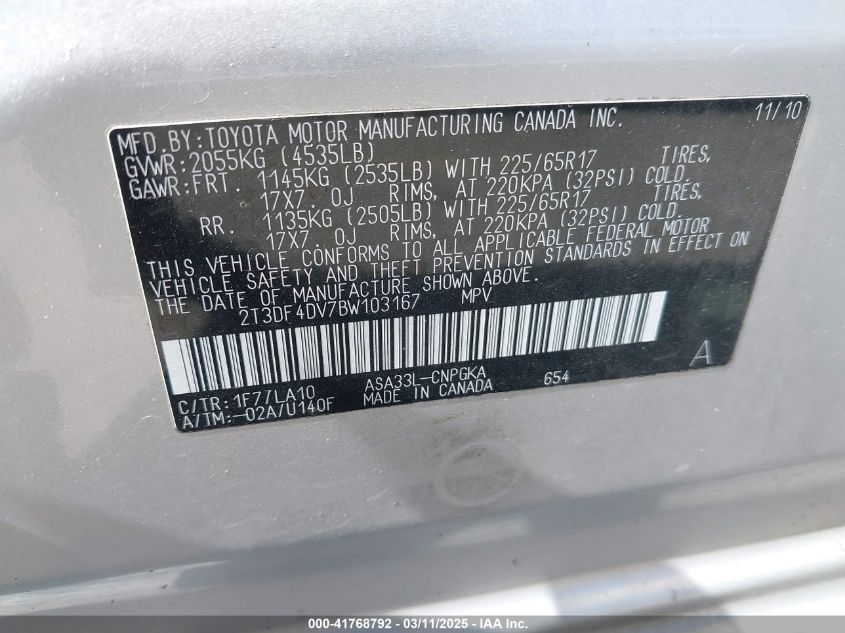 11/10
MFD.BY:TOYOTA MOTOR MANUFACTURING CANADA INC.
GVWR:2055KG (4535LB)
GAWR:FRT. 1145KG (2535LB) WITH 225/65R17 TIRES,
17X7.0J RIMS, AT 220KPA (32PSI) COLD.
RR. 1135KG (2505LB) WITH 225/65R17 TIRES,
17X7.0J RIMS, AT 220KPA (32PSI) COLD.
THIS VEHICLE CONFORMS TO ALL APPLICABLE FEDERAL MOTOR
VEHICLE SAFETY AND THEFT PREVENTION STANDARDS IN EFFECT ON
THE DATE OF MANUFACTURE SHOWN ABOVE.
2T3DF4DV7BW103167 MPV
A
C/TR:1F7/LA10 ASA33L-CNPGKA 654
A/TM:-02A/U140F MADE IN CANADA
000-41768792 - 03/11/2025 - IAA Inc.